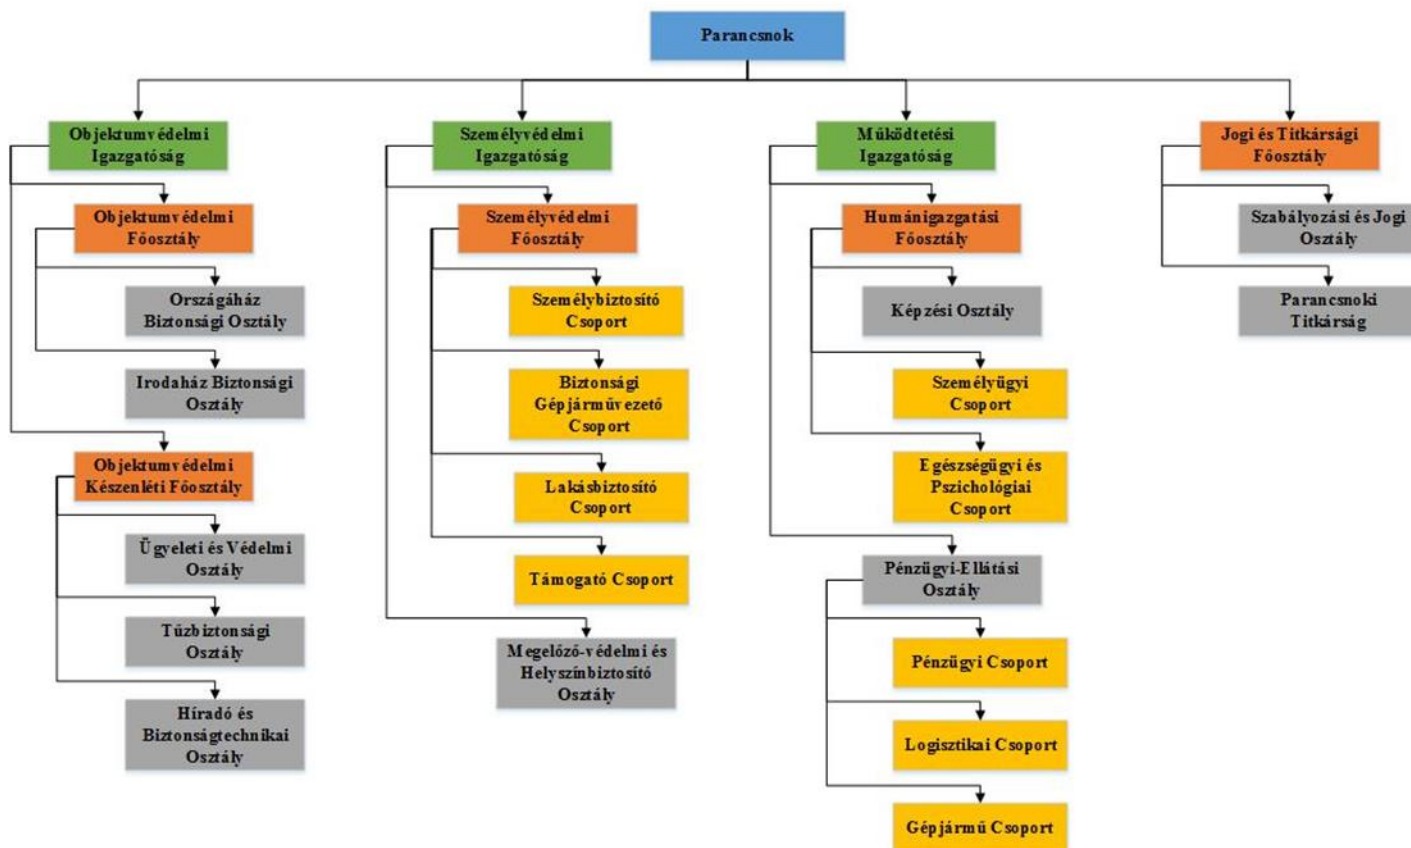 Parancsnok
Objektumvédelmi
Igazgatóság
Objektumvédelmi
Főosztály
Országáház
Biztonsági Osztály
Irodaház Biztonsági
Osztály
Objektumvédelmi
Készenléti Főosztály
Ügyeleti és Védelmi
Osztály
Tűzbiztonsági
Osztály
Híradó és
Biztonságtechnikai
Osztály
Személyvédelmi
Igazgatóság
Személyvédelmi
Főosztály
Személybiztosító
Csoport
Biztonsági
Gépjárművezető
Csoport
Lakásbiztosító
Csoport
Támogató Csoport
Megelőző-védelmi és
Helyszínbiztosító
Osztály
Működtetési
Igazgatóság
Humánigazgatási
Főosztály
Képzési Osztály
Személyügyi
Csoport
Egészségügyi és
Pszichológiai
Csoport
Pénzügyi-Ellátási
Osztály
Pénzügyi Csoport
Logisztikai Csoport
Gépjármű Csoport
Jogi és Titkársági
Főosztály
Szabályozási és Jogi
Osztály
Parancsnoki
Titkárság